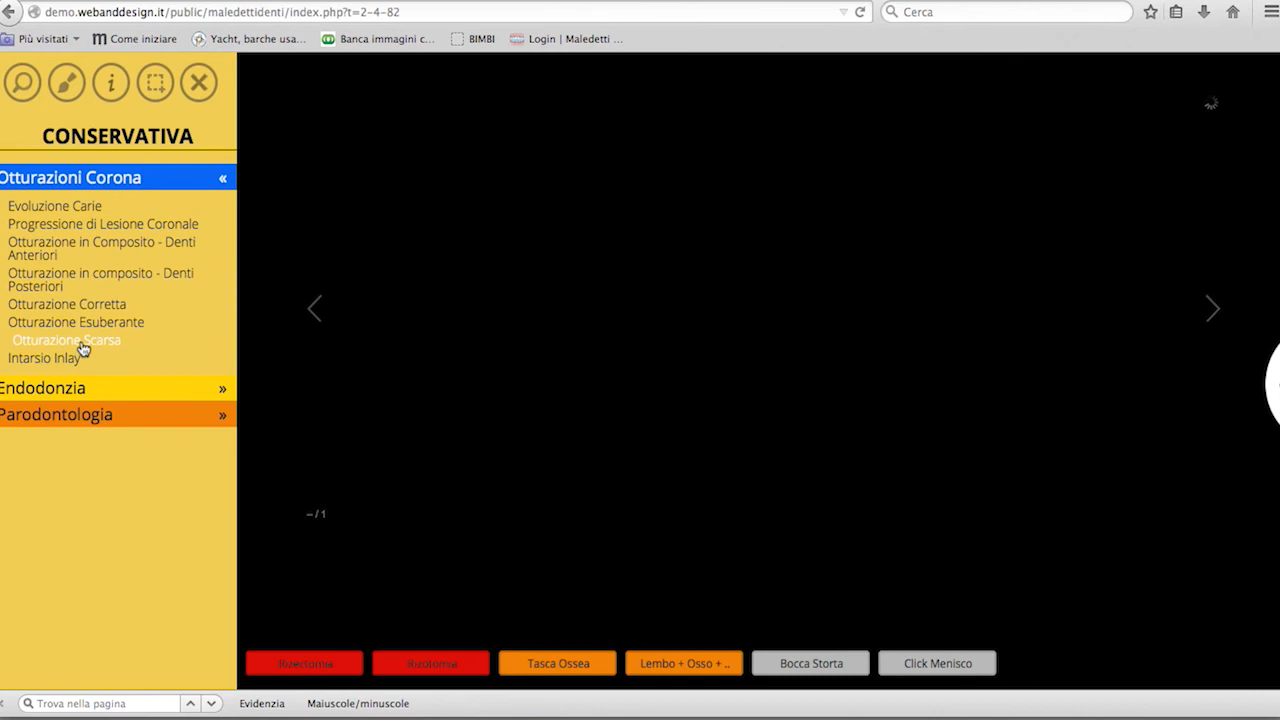 demo.webanddesign.it/public/maledettidenti/index.php?t=2-4-82
Cerca
Più visitati
Come iniziare
Yacht, barche usa...
Banca immagini c...
BIMBI
Login | Maledetti ...
CONSERVATIVA
Otturazioni Corona «
Evoluzione Carie
Progressione di Lesione Coronale
Otturazione in Composito - Denti
Anteriori
Otturazione in composito - Denti
Posteriori
Otturazione Corretta
Otturazione Esuberante
Otturazione Scarsa
Intarsio Inlay
Endodonzia »
Parodontologia »
– / 1
Rizectomia
Rizotomia
Tasca Ossea
Lembo + Osso + ..
Bocca Storta
Click Menisco
Trova nella pagina
Evidenzia
Maiuscole/minuscole